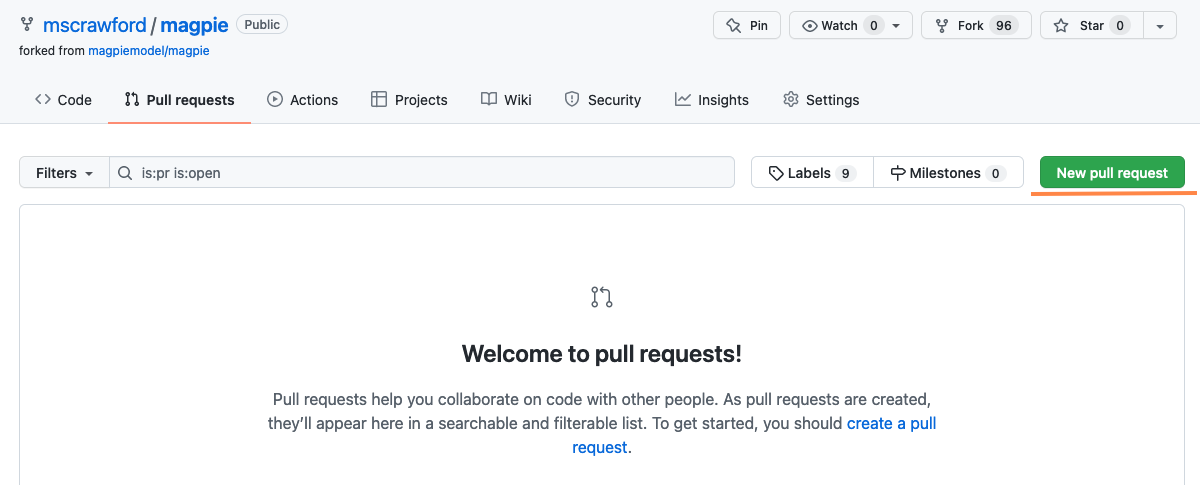 mscrawford / magpie Public
Pin Watch 0 Fork 96 Star 0
forked from magpiemodel/magpie
Code Pull requests Actions Projects Wiki Security Insights Settings
Filters is:pr is:open Labels 9 Milestones 0 New pull request
Welcome to pull requests!
Pull requests help you collaborate on code with other people. As pull requests are created,
they’ll appear here in a searchable and filterable list. To get started, you should create a pull
request.